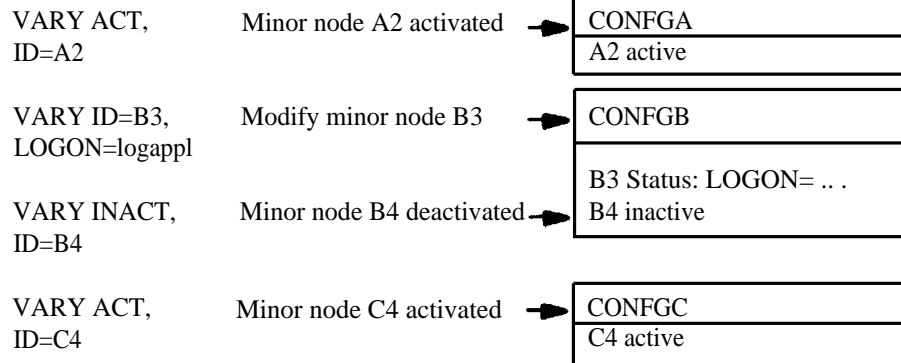 VARY ACT, Minor node A2 activated CONFGA
ID=A2 A2 active
VARY ID=B3, Modify minor node B3 CONFGB
LOGON=logappl
B3 Status: LOGON= .. .
VARY INACT, Minor node B4 deactivated B4 inactive
ID=B4
VARY ACT, Minor node C4 activated CONFGC
ID=C4 C4 active